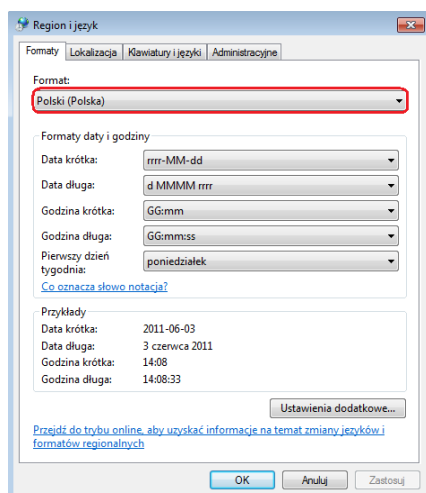 Region i język
Formaty Lokalizacja Klawiatury i języki Administracyjne
Format:
Polski (Polska)
Formaty daty i godziny
Data krótka: rrrr-MM-dd
Data długa: d MMMM rrrr
Godzina krótka: GG:mm
Godzina długa: GG:mm:ss
Pierwszy dzień
tygodnia: poniedziałek
Co oznacza słowo notacja?
Przykłady
Data krótka: 2011-06-03
Data długa: 3 czerwca 2011
Godzina krótka: 14:08
Godzina długa: 14:08:33
Ustawienia dodatkowe...
Przejdź do trybu online, aby uzyskać informacje na temat zmiany języków i
formatów regionalnych
OK Anuluj Zastosuj